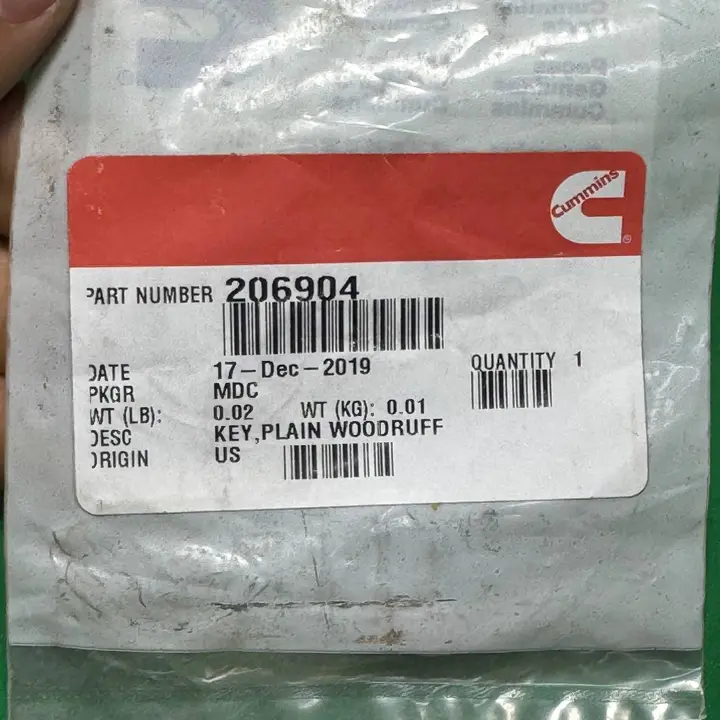 Cummins
PART NUMBER 206904
DATE 17-Dec-2019
QUANTITY 1
PKGR MDC
WT (LB): 0.02 WT (KG): 0.01
DESC KEY,PLAIN WOODRUFF
ORIGIN US